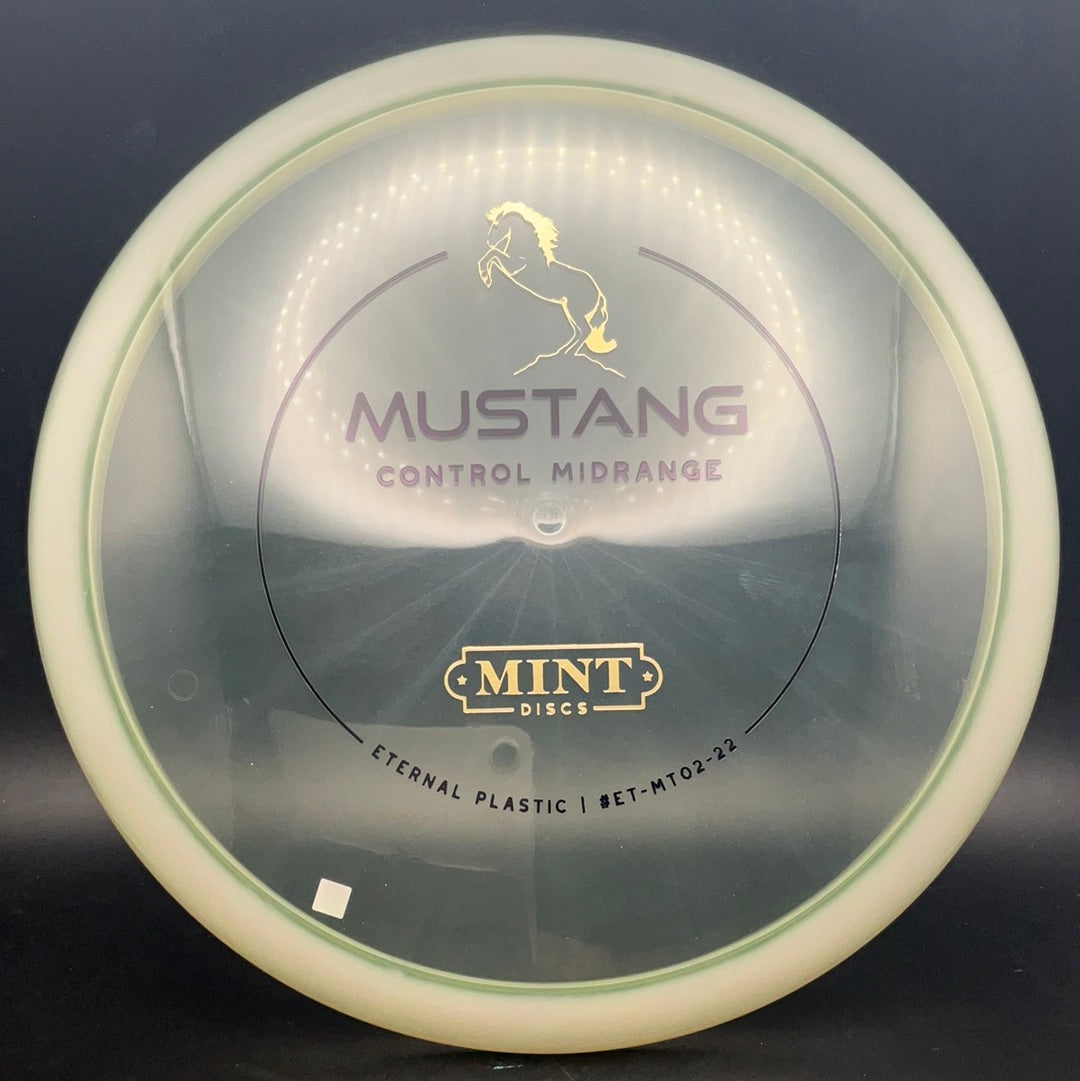 MUSTANG
CONTROL MIDRANGE
MINT
DISCS
ETERNAL PLASTIC | #ET-MT02-22